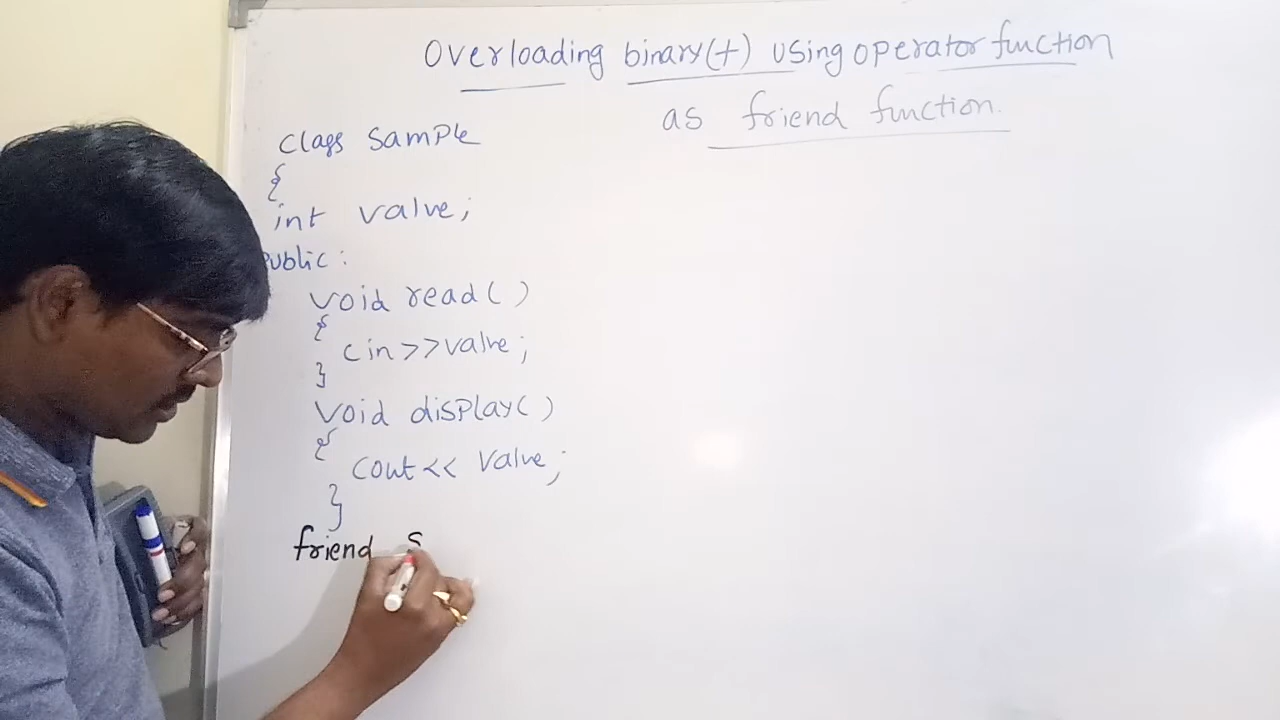 Overloading binary(+) using operator function
as friend function.
class sample
{
int value;
public:
void read( )
{
cin>>value;
}
void display( )
{
cout<< value;
}
friend s